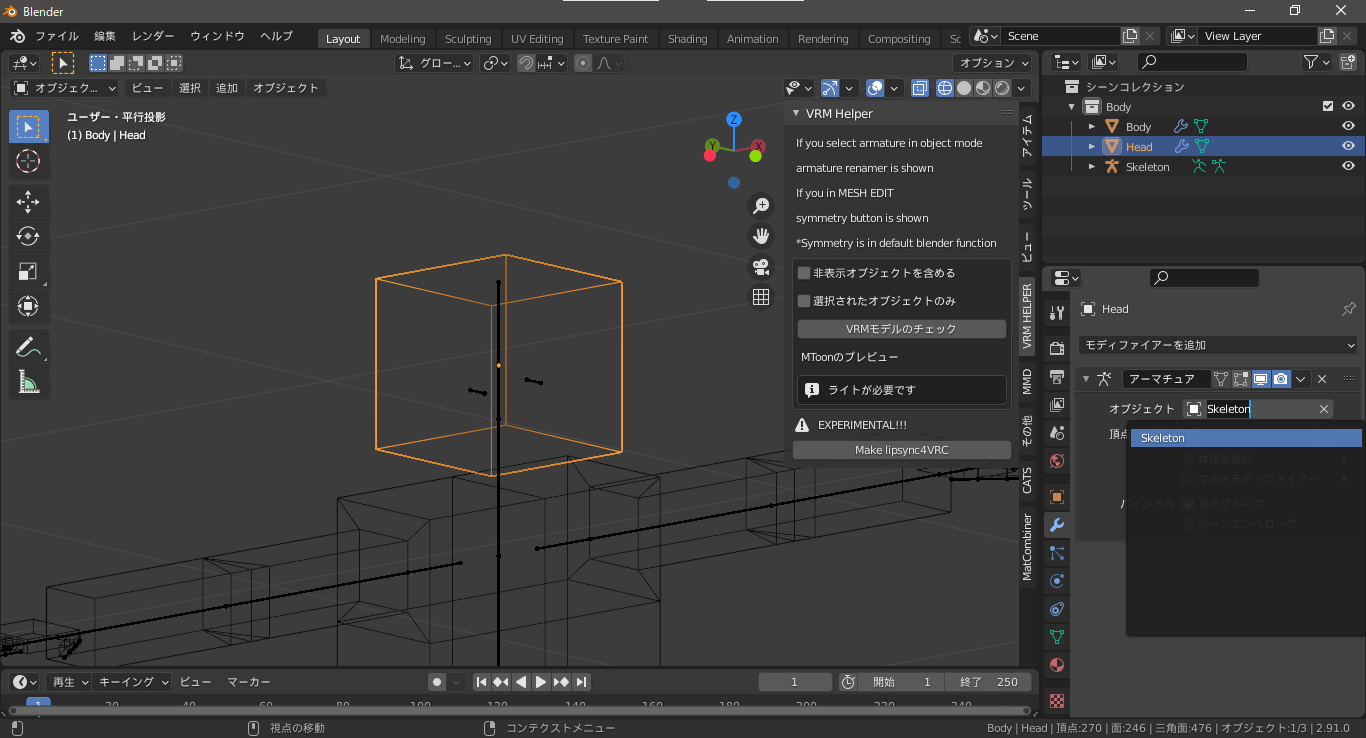 Blender
ファイル 編集 レンダー ウィンドウ ヘルプ Layout Modeling Sculpting UV Editing Texture Paint Shading Animation Rendering Compositing Sc Scene View Layer
グロー... オプション
オブジェク... ビュー 選択 追加 オブジェクト
ユーザー・平行投影
(1) Body | Head
Z
Y
X
VRM Helper
If you select armature in object mode
armature renamer is shown
If you in MESH EDIT
symmetry button is shown
*Symmetry is in default blender function
非表示オブジェクトを含める
選択されたオブジェクトのみ
VRMモデルのチェック
MToonのプレビュー
ライトが必要です
EXPERIMENTAL!!!
Make lipsync4VRC
アイテム
ツール
ビュー
VRM HELPER
MMD
その他
CATS
MatCombiner
シーンコレクション
Body
Body
Head
Skeleton
Head
モディファイアーを追加
アーマチュア
オブジェクト Skeleton
頂点
Skeleton
体積を維持
マルチモディファイアー
バインド先 頂点グループ
ボーンエンベロープ
再生 キーイング ビュー マーカー 1 開始 1 終了 250
1 20 40 60 80 100 120 140 160 180 200 220 240
視点の移動 コンテクストメニュー Body | Head | 頂点:270 | 面:246 | 三角面:476 | オブジェクト:1/3 | 2.91.0